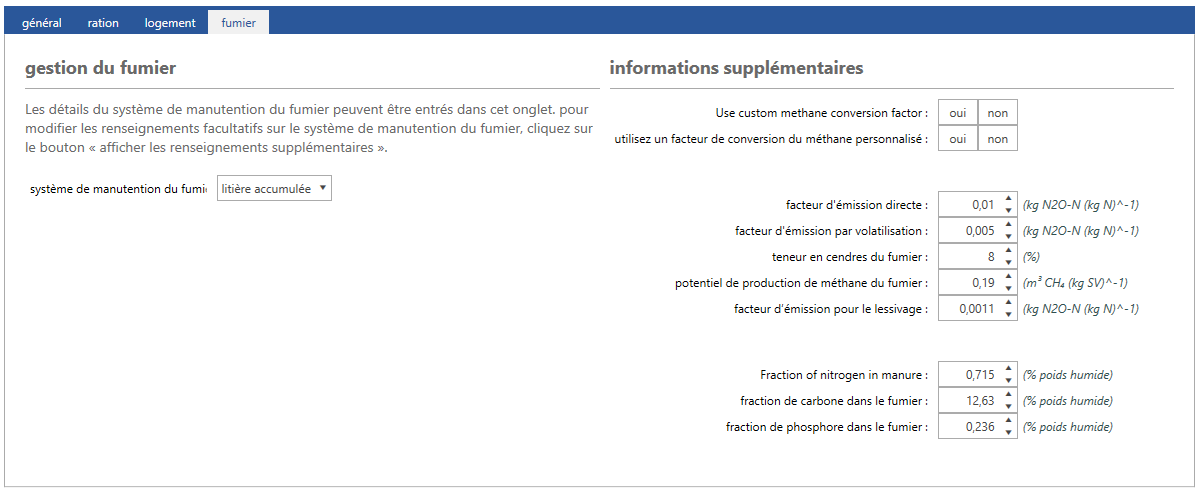 général ration logement fumier
gestion du fumier
Les détails du système de manutention du fumier peuvent être entrés dans cet onglet. pour
modifier les renseignements facultatifs sur le système de manutention du fumier, cliquez sur
le bouton « afficher les renseignements supplémentaires ».
système de manutention du fumi litière accumulée
informations supplémentaires
Use custom methane conversion factor : oui non
utilisez un facteur de conversion du méthane personnalisé : oui non
facteur d'émission directe : 0,01 (kg N2O-N (kg N)^-1)
facteur d'émission par volatilisation : 0,005 (kg N2O-N (kg N)^-1)
teneur en cendres du fumier : 8 (%)
potentiel de production de méthane du fumier : 0,19 (m³ CH₄ (kg SV)^-1)
facteur d'émission pour le lessivage : 0,0011 (kg N2O-N (kg N)^-1)
Fraction of nitrogen in manure : 0,715 (% poids humide)
fraction de carbone dans le fumier : 12,63 (% poids humide)
fraction de phosphore dans le fumier : 0,236 (% poids humide)